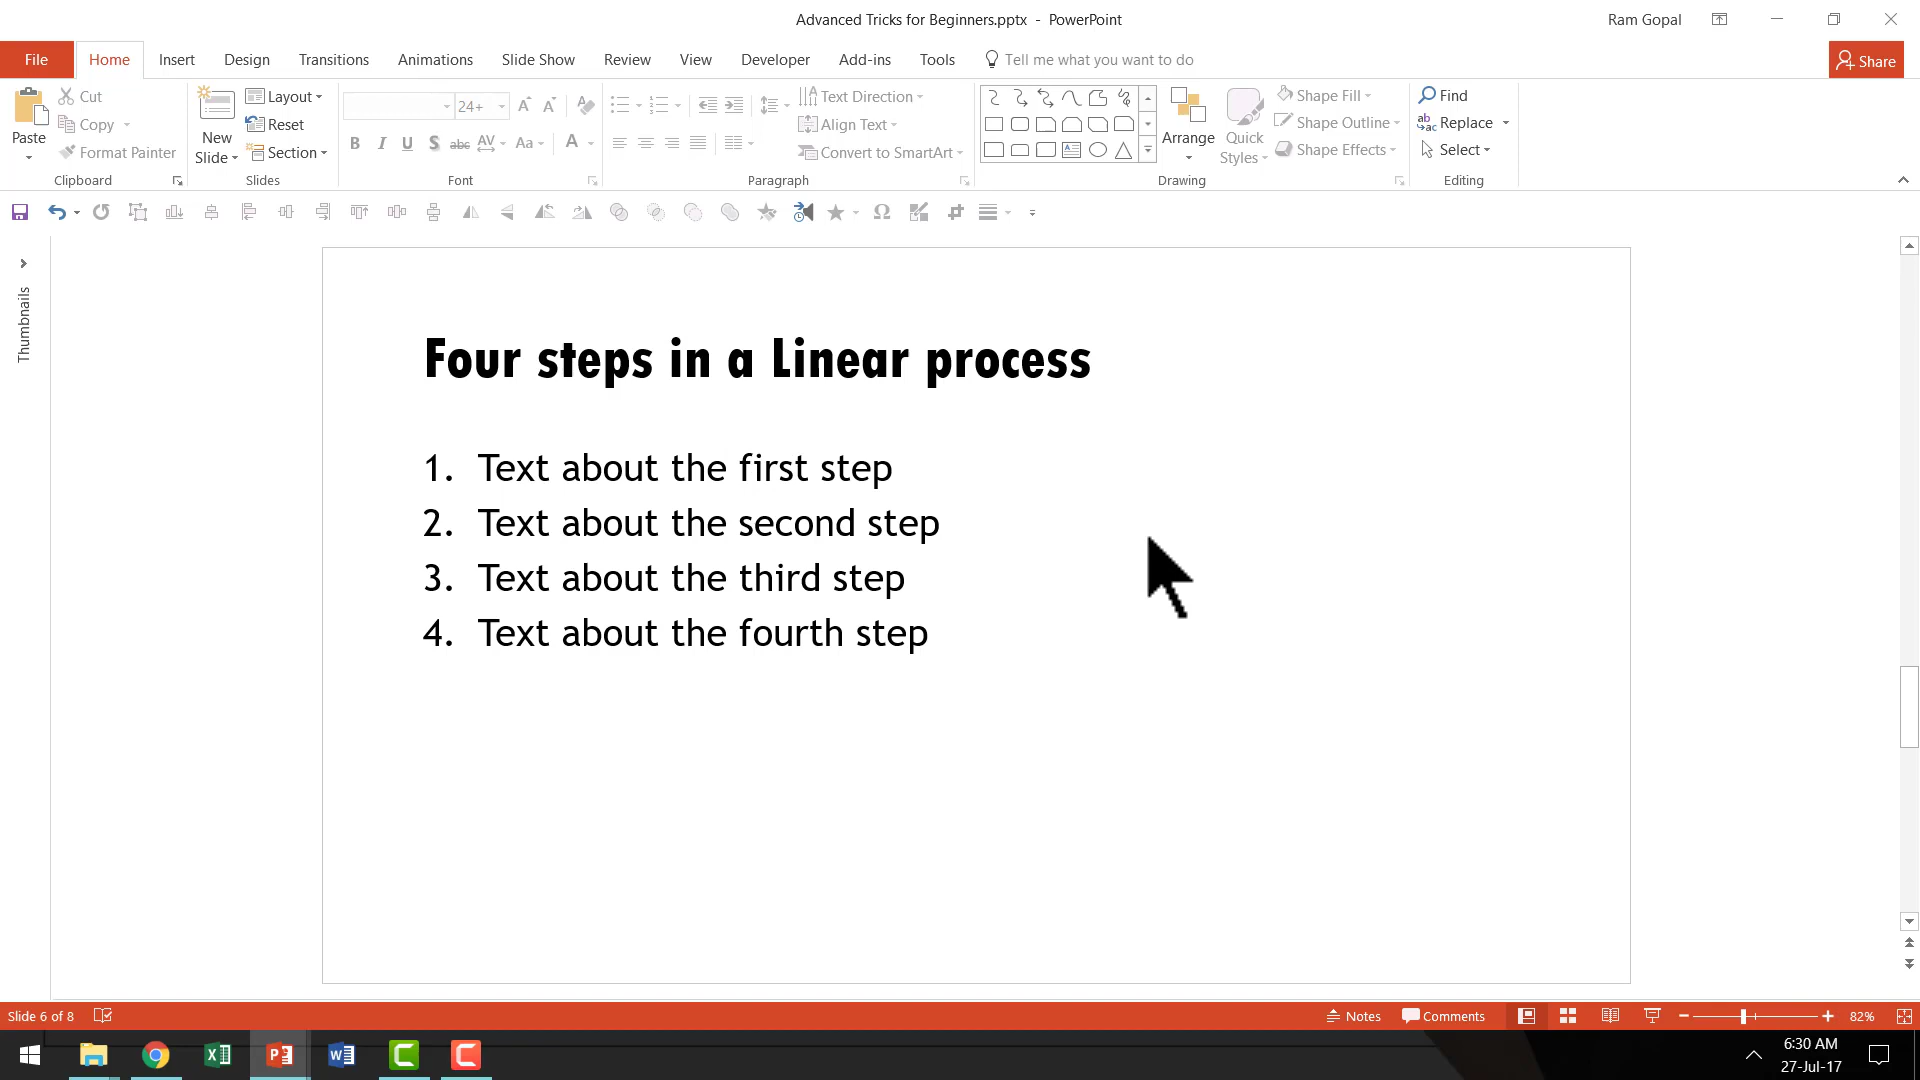 Advanced Tricks for Beginners.pptx - PowerPoint
Ram Gopal
File Home Insert Design Transitions Animations Slide Show Review View Developer Add-ins Tools Tell me what you want to do Share
Paste
Cut
Copy
Format Painter
Clipboard
New Slide
Layout
Reset
Section
Slides
24+
B I U S abc AV Aa A
Font
Text Direction
Align Text
Convert to SmartArt
Paragraph
Arrange
Quick Styles
Shape Fill
Shape Outline
Shape Effects
Drawing
Find
Replace
Select
Editing
Thumbnails
Four steps in a Linear process
1. Text about the first step
2. Text about the second step
3. Text about the third step
4. Text about the fourth step
Slide 6 of 8
Notes
Comments
82%
6:30 AM
27-Jul-17